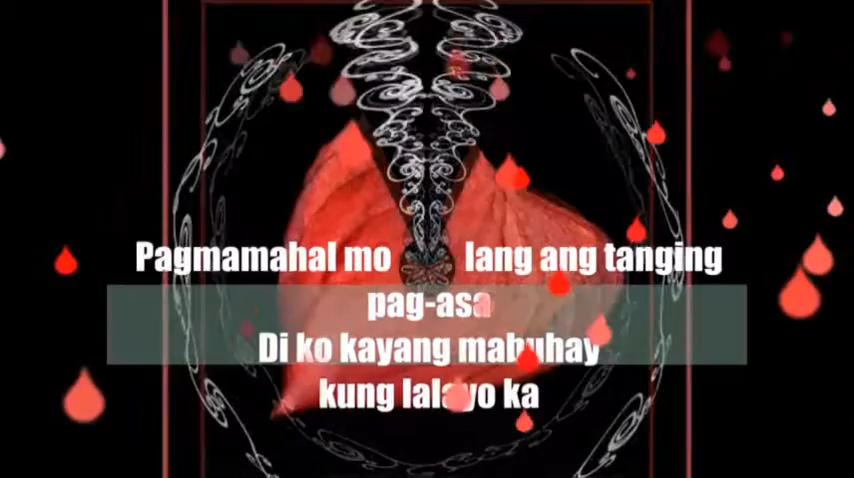 Pagmamahal mo lang ang tanging
pag-asa
Di ko kayang mabuhay
kung lalayo ka